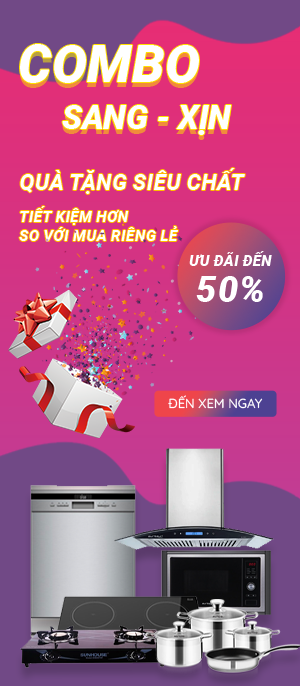 COMBO
SANG - XỊN
QUÀ TẶNG SIÊU CHẤT
TIẾT KIỆM HƠN
SO VỚI MUA RIÊNG LẺ
ƯU ĐÃI ĐẾN
50%
ĐẾN XEM NGAY
SUNHOUSE